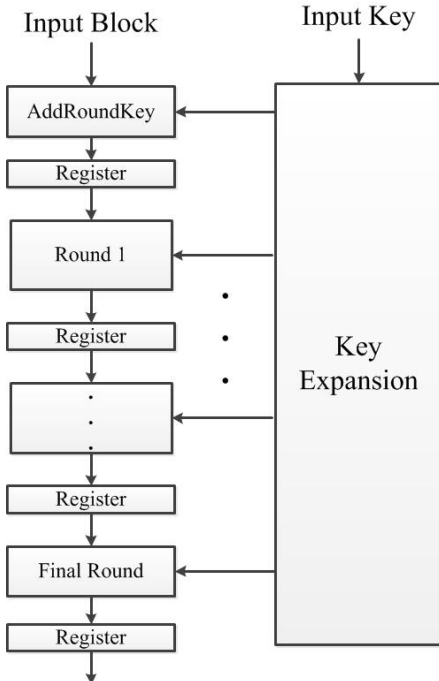 Input Block
Input Key
AddRoundKey
Register
Round 1
Register
Key
Expansion
Register
Final Round
Register